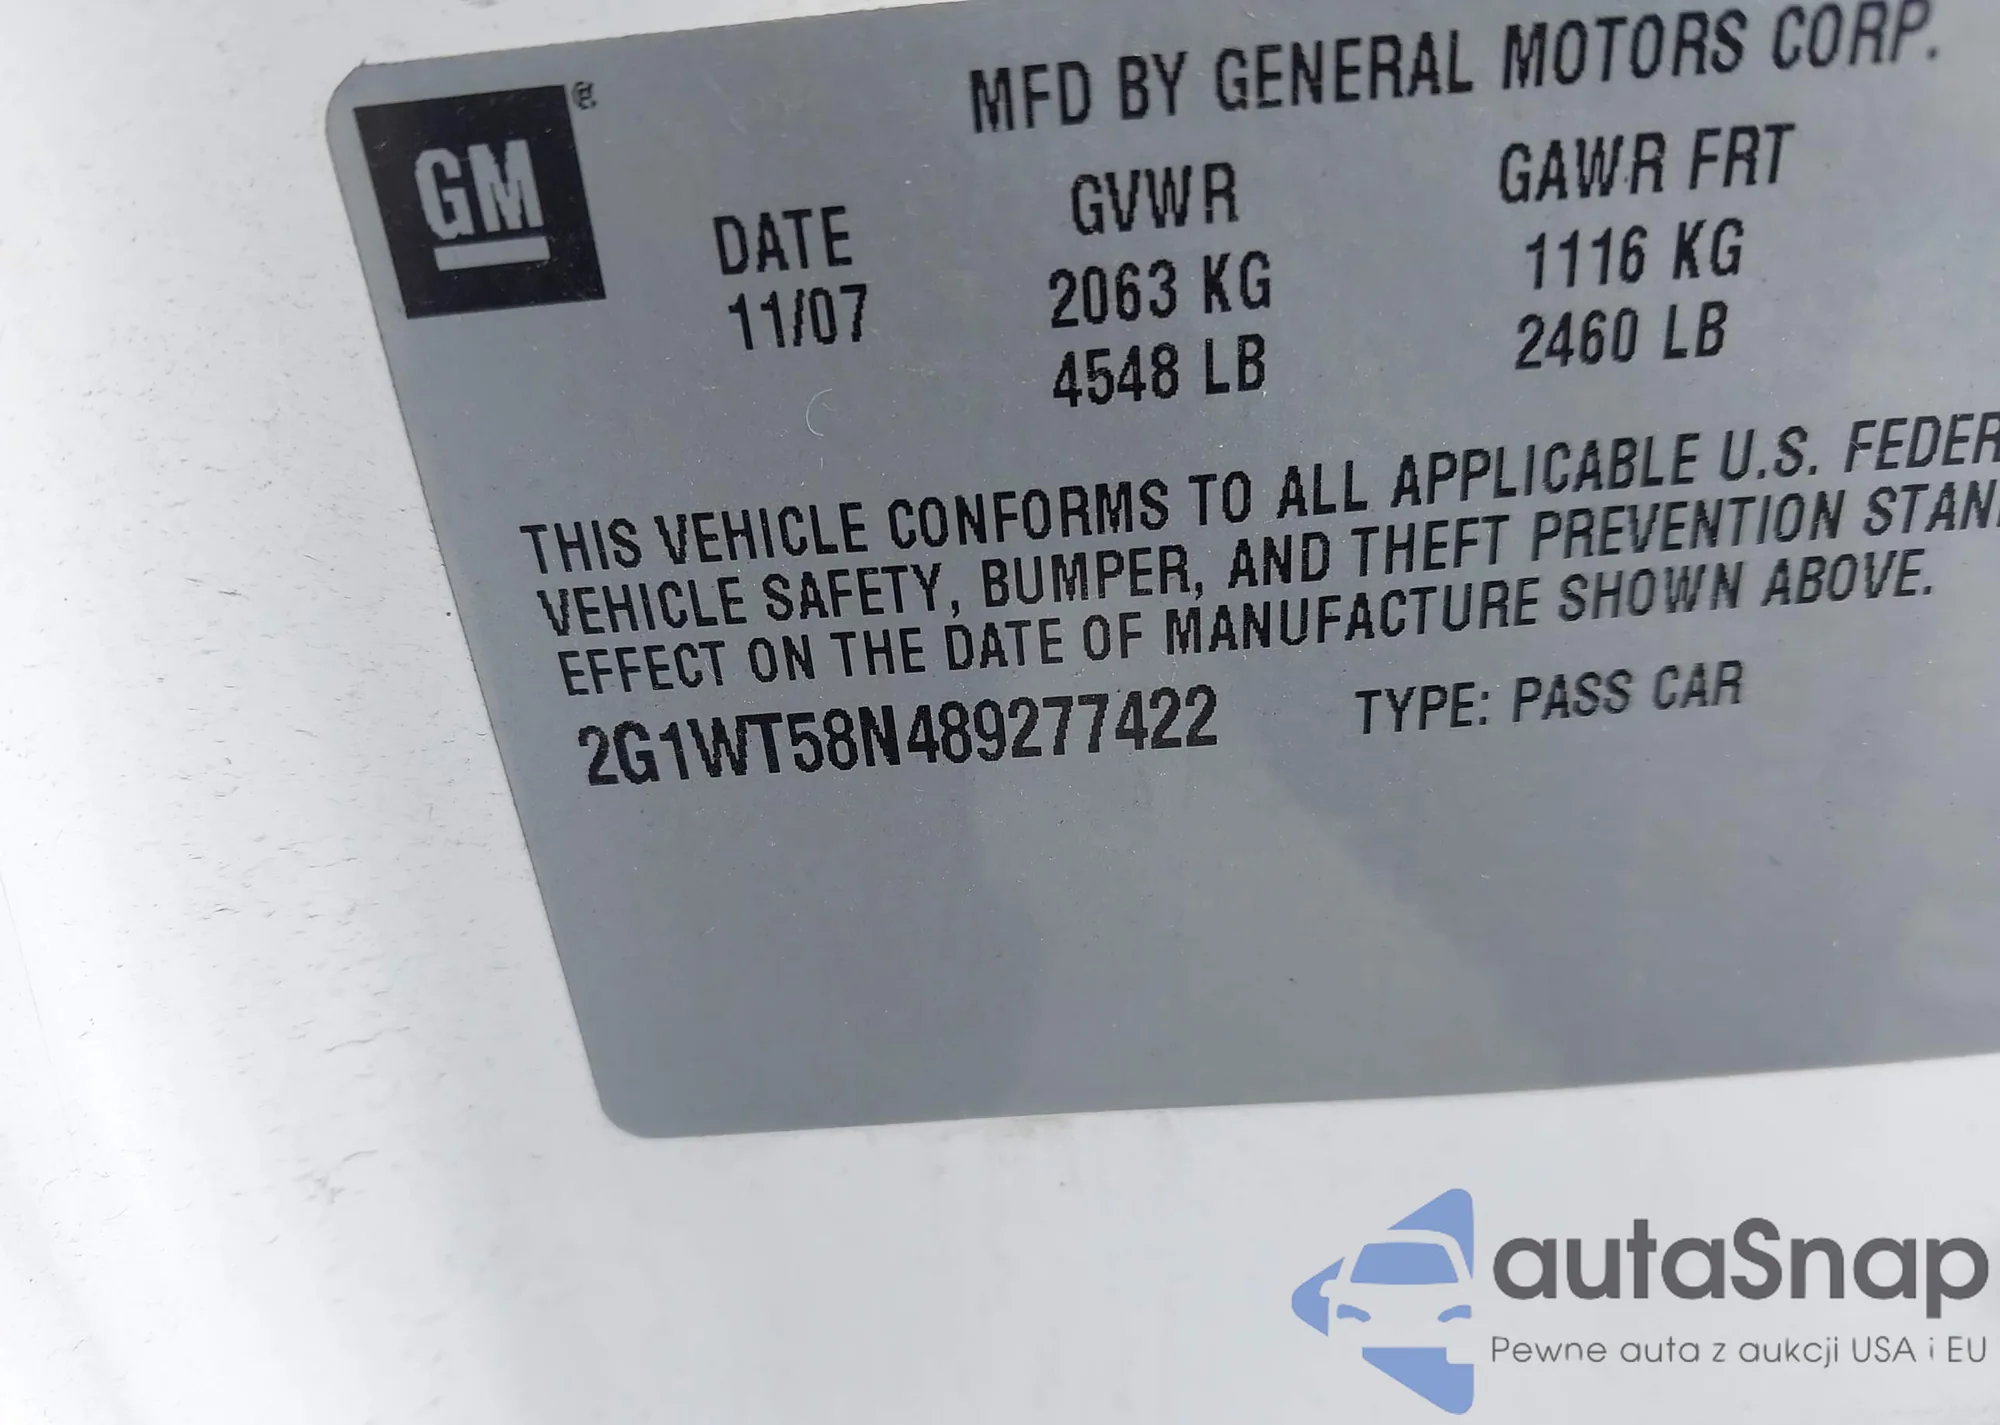 MFD BY GENERAL MOTORS CORP.
GM ®
DATE GVWR GAWR FRT
11/07 2063 KG 1116 KG
4548 LB 2460 LB
THIS VEHICLE CONFORMS TO ALL APPLICABLE U.S. FEDER
VEHICLE SAFETY, BUMPER, AND THEFT PREVENTION STAN
EFFECT ON THE DATE OF MANUFACTURE SHOWN ABOVE.
2G1WT58N489277422 TYPE: PASS CAR
autaSnap
Pewne auta z aukcji USA i EU